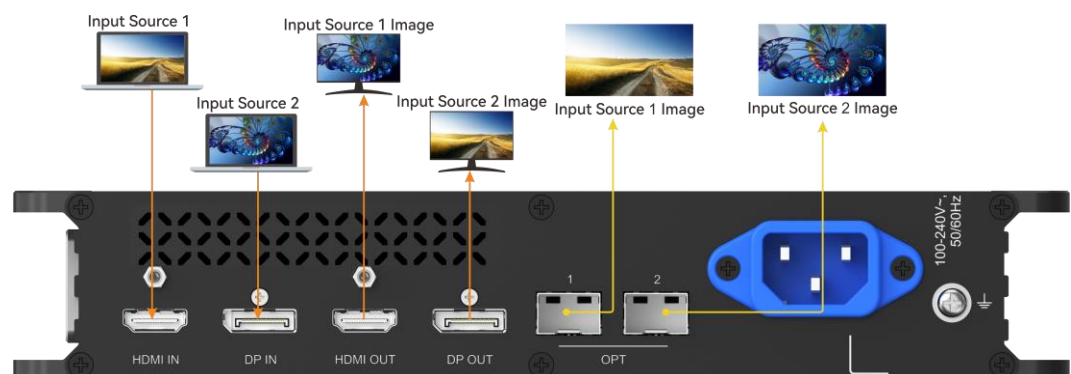 Input Source 1
Input Source 1 Image
Input Source 2
Input Source 2 Image
Input Source 1 Image
Input Source 2 Image
100-240V~,
50/60Hz
1
2
HDMI IN
DP IN
HDMI OUT
DP OUT
OPT